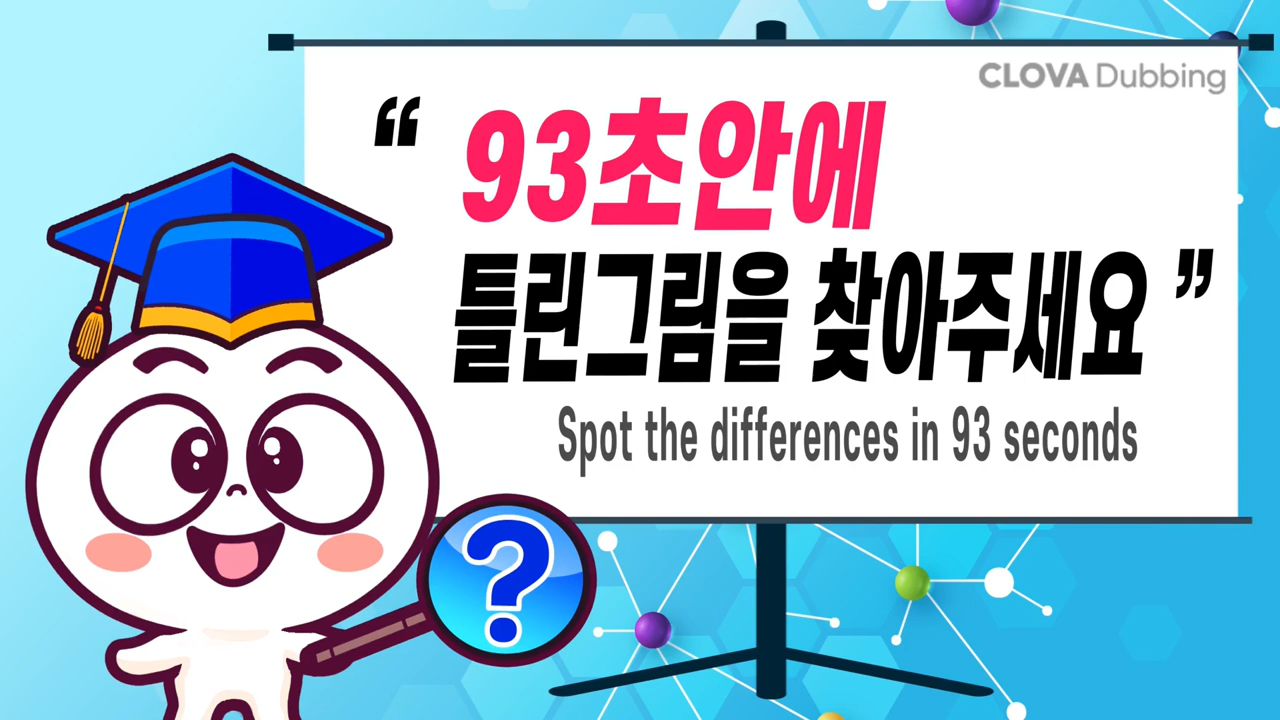 CLOVA Dubbing
“ 93초안에
틀린그림을 찾아주세요 ”
Spot the differences in 93 seconds
?